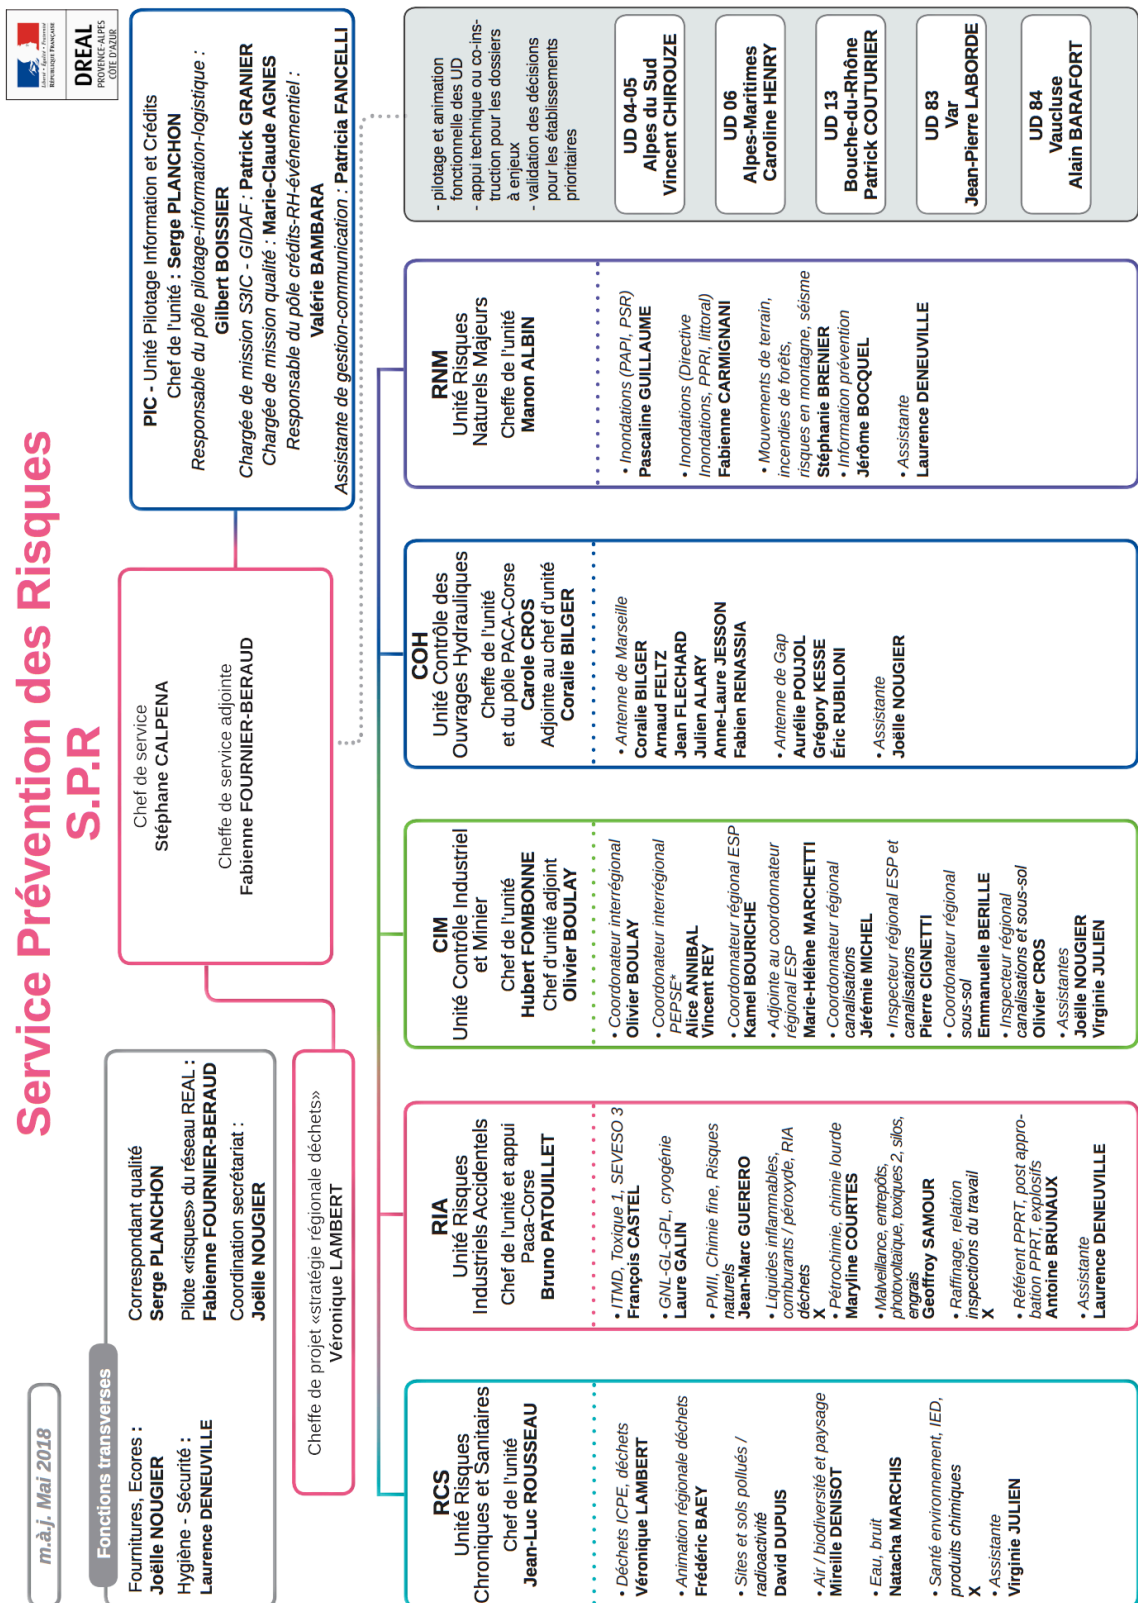 Service Prévention des Risques
S.P.R
m.à.j. Mai 2018
Liberté • Égalité • Fraternité
RÉPUBLIQUE FRANÇAISE
DREAL
PROVENCE-ALPES
CÔTE D'AZUR
Fonctions transverses
Fournitures, Ecores :
Joëlle NOUGIER
Hygiène - Sécurité :
Laurence DENEUVILLE
Correspondant qualité
Serge PLANCHON
Pilote «risques» du réseau REAL :
Fabienne FOURNIER-BERAUD
Coordination secrétariat :
Joëlle NOUGIER
Chef de service
Stéphane CALPENA
Cheffe de service adjointe
Fabienne FOURNIER-BERAUD
PIC - Unité Pilotage Information et Crédits
Chef de l'unité : Serge PLANCHON
Responsable du pôle pilotage-information-logistique :
Gilbert BOISSIER
Chargée de mission S3IC - GIDAF : Patrick GRANIER
Chargée de mission qualité : Marie-Claude AGNES
Responsable du pôle crédits-RH-événementiel :
Valérie BAMBARA
Assistante de gestion-communication : Patricia FANCELLI
Cheffe de projet «stratégie régionale déchets»
Véronique LAMBERT
RCS
Unité Risques
Chroniques et Sanitaires
Chef de l'unité
Jean-Luc ROUSSEAU
• Déchets ICPE, déchets
Véronique LAMBERT
• Animation régionale déchets
Frédéric BAEY
• Sites et sols pollués /
radioactivité
David DUPUIS
• Air / biodiversité et paysage
Mireille DENISOT
• Eau, bruit
Natacha MARCHIS
• Santé environnement, IED,
produits chimiques
X
• Assistante
Virginie JULIEN
RIA
Unité Risques
Industriels Accidentels
Chef de l'unité et appui
Paca-Corse
Bruno PATOUILLET
• ITMD, Toxique 1, SEVESO 3
François CASTEL
• GNL-GL-GPL, cryogénie
Laure GALIN
• PMII, Chimie fine, Risques
naturels
Jean-Marc GUERERO
• Liquides inflammables,
comburants / péroxyde, RIA
déchets
X
• Pétrochimie, chimie lourde
Maryline COURTES
• Malveillance, entrepôts,
photovoltaïque, toxiques 2, silos,
engrais
Geoffroy SAMOUR
• Raffinage, relation
inspections du travail
X
• Référent PPRT, post appro-
bation PPRT, explosifs
Antoine BRUNAUX
• Assistante
Laurence DENEUVILLE
CIM
Unité Contrôle Industriel
et Minier
Chef de l'unité
Hubert FOMBONNE
Chef d'unité adjoint
Olivier BOULAY
• Coordonateur interrégional
Olivier BOULAY
• Coordonateur interrégional
PEPSE*
Alice ANNIBAL
Vincent REY
• Coordonnateur régional ESP
Kamel BOURICHE
• Adjointe au coordonnateur
régional ESP
Marie-Hélène MARCHETTI
• Coordonnateur régional
canalisations
Jérémie MICHEL
• Inspecteur régional ESP et
canalisations
Pierre CIGNETTI
• Coordonateur régional
sous-sol
Emmanuelle BERILLE
• Inspecteur régional
canalisations et sous-sol
Olivier CROS
• Assistantes
Joëlle NOUGIER
Virginie JULIEN
COH
Unité Contrôle des
Ouvrages Hydrauliques
Cheffe de l'unité
et du pôle PACA-Corse
Carole CROS
Adjointe au chef d'unité
Coralie BILGER
• Antenne de Marseille
Coralie BILGER
Arnaud FELTZ
Jean FLECHARD
Julien ALARY
Anne-Laure JESSON
Fabien RENASSIA
• Antenne de Gap
Aurélie POUJOL
Grégory KESSE
Éric RUBILONI
• Assistante
Joëlle NOUGIER
RNM
Unité Risques
Naturels Majeurs
Cheffe de l'unité
Manon ALBIN
• Inondations (PAPI, PSR)
Pascaline GUILLAUME
• Inondations (Directive
Inondations, PPRI, littoral)
Fabienne CARMIGNANI
• Mouvements de terrain,
incendies de forêts,
risques en montagne, séisme
Stéphanie BRENIER
• Information prévention
Jérôme BOCQUEL
• Assistante
Laurence DENEUVILLE
- pilotage et animation
fonctionnelle des UD
- appui technique ou co-ins-
truction pour les dossiers
à enjeux
- validation des décisions
pour les établissements
prioritaires
UD 04-05
Alpes du Sud
Vincent CHIROUZE
UD 06
Alpes-Maritimes
Caroline HENRY
UD 13
Bouche-du-Rhône
Patrick COUTURIER
UD 83
Var
Jean-Pierre LABORDE
UD 84
Vaucluse
Alain BARAFORT